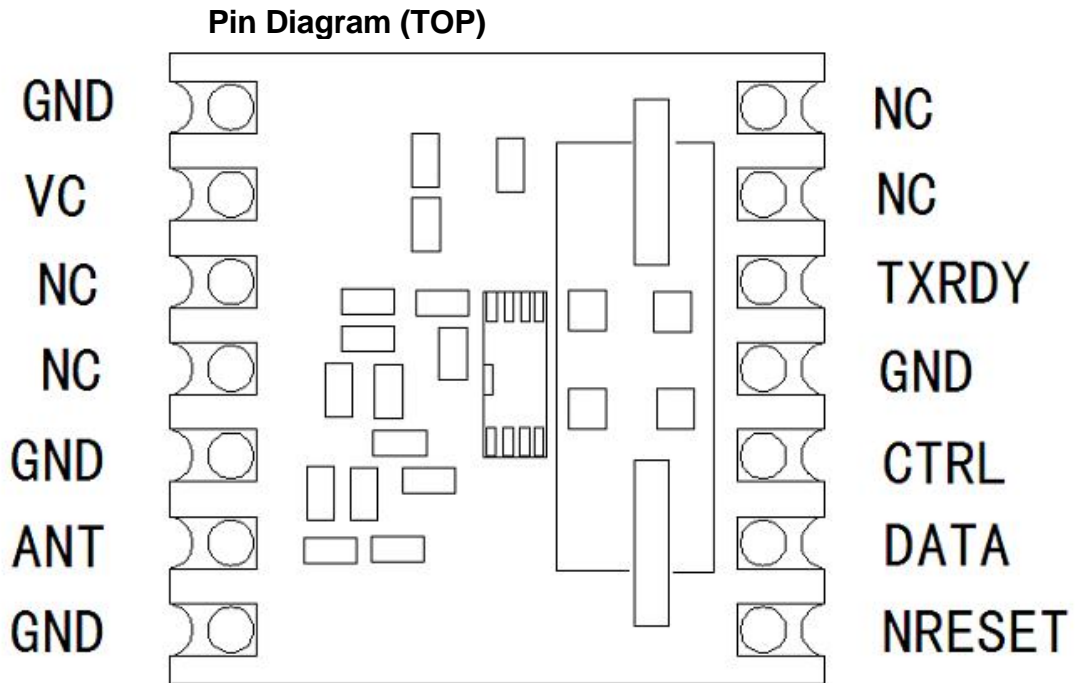 Pin Diagram (TOP)
GND NC
VC NC
NC TXRDY
NC GND
GND CTRL
ANT DATA
GND NRESET